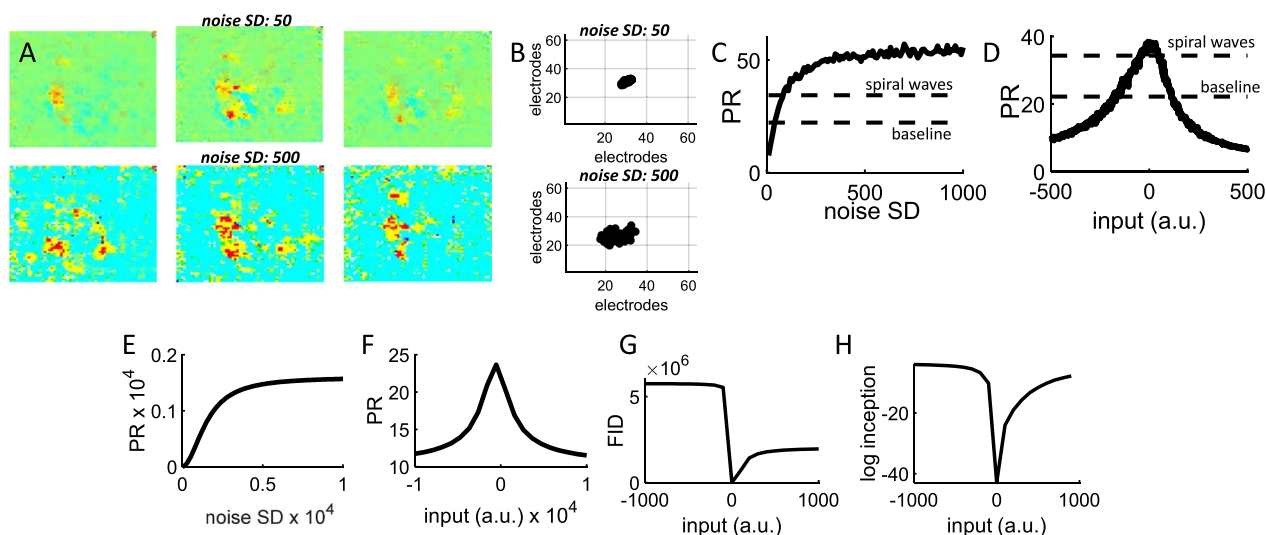 A
noise SD: 50
noise SD: 500
B
noise SD: 50
electrodes
60
40
20
20 40 60
electrodes
noise SD: 500
electrodes
60
40
20
20 40 60
electrodes
C
PR
50
0
spiral waves
baseline
0 500 1000
noise SD
D
PR
40
20
0
spiral waves
baseline
-500 0 500
input (a.u.)
E
PR x 10^4
0.2
0.1
0
0 0.5 1
noise SD x 10^4
F
PR
25
20
15
10
-1 0 1
input (a.u.) x 10^4
G
×10^6
FID
5
0
-1000 0 1000
input (a.u.)
H
log inception
-20
-40
-1000 0 1000
input (a.u.)